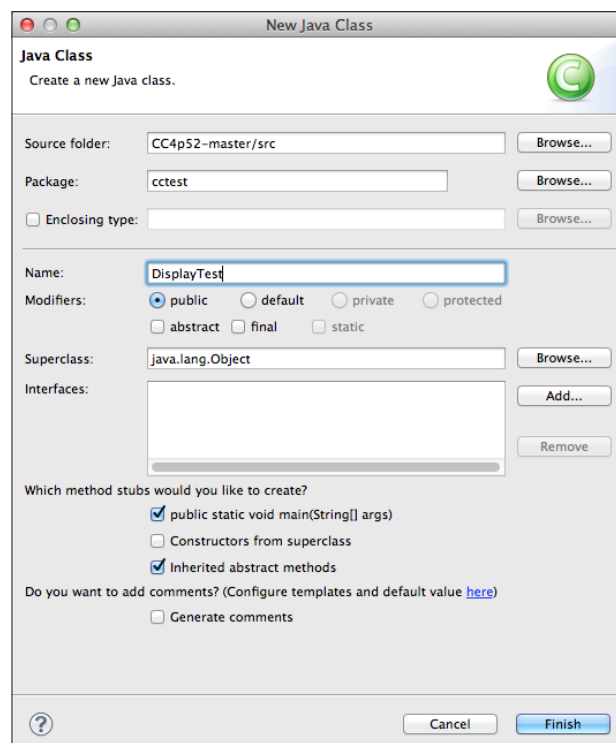 New Java Class
Java Class
Create a new Java class.
Source folder: CC4p52-master/src Browse...
Package: cctest Browse...
Enclosing type: Browse...
Name: DisplayTest
Modifiers: public default private protected
abstract final static
Superclass: java.lang.Object Browse...
Interfaces: Add...
Remove
Which method stubs would you like to create?
public static void main(String[] args)
Constructors from superclass
Inherited abstract methods
Do you want to add comments? (Configure templates and default value here)
Generate comments
? Cancel Finish